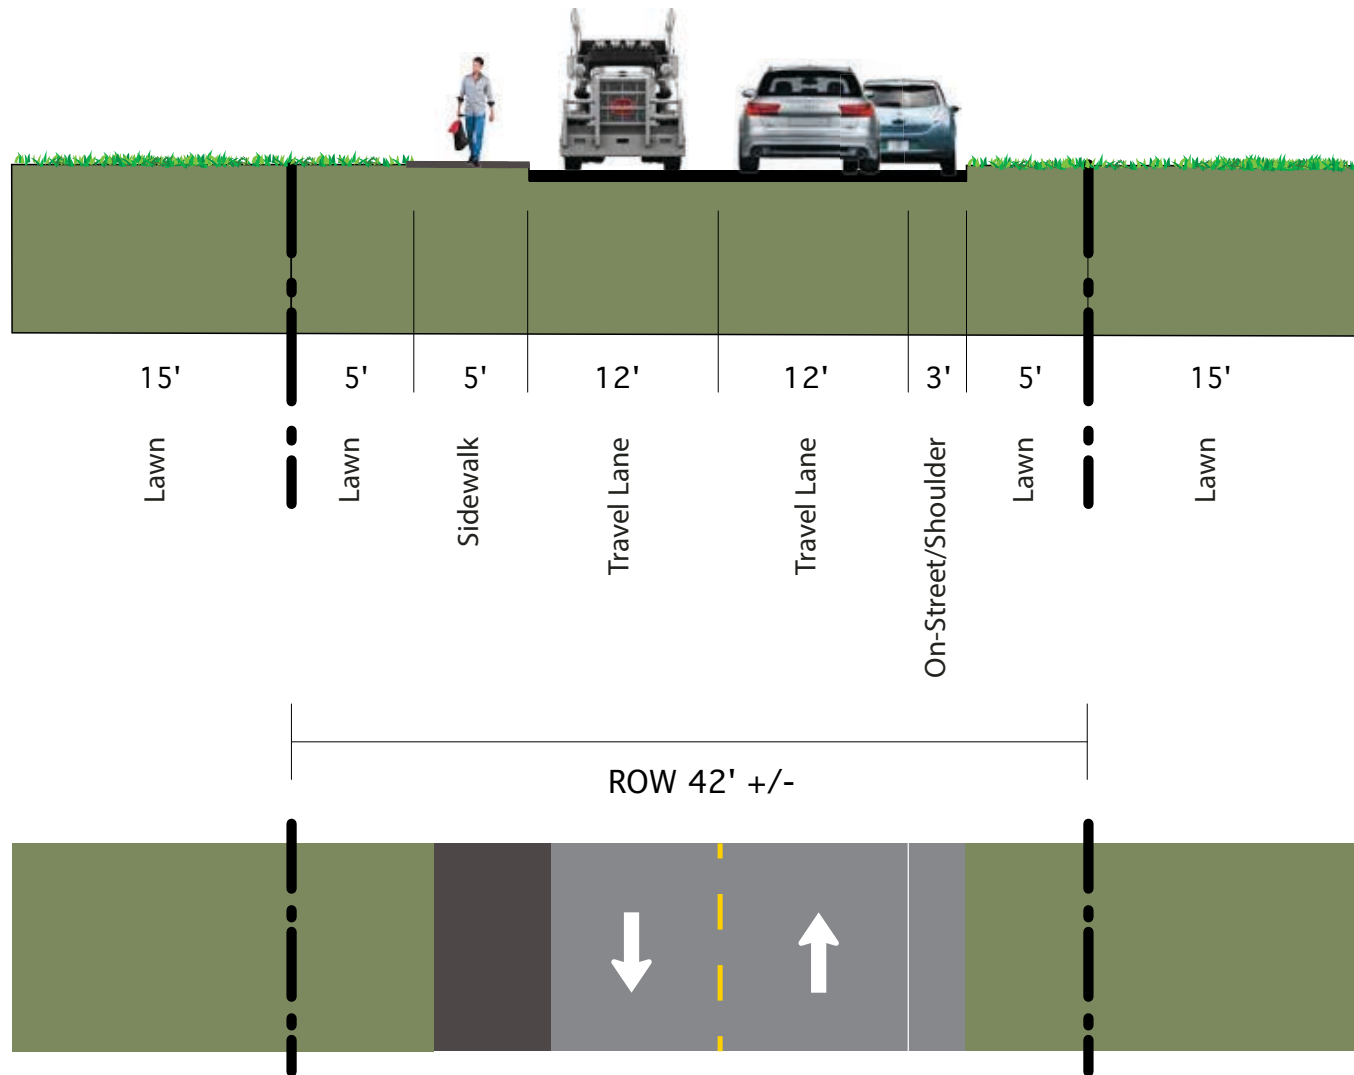 15' 5' 5' 12' 12' 3' 5' 15'
Lawn
Lawn
Sidewalk
Travel Lane
Travel Lane
On-Street/Shoulder
Lawn
Lawn
ROW 42' +/-